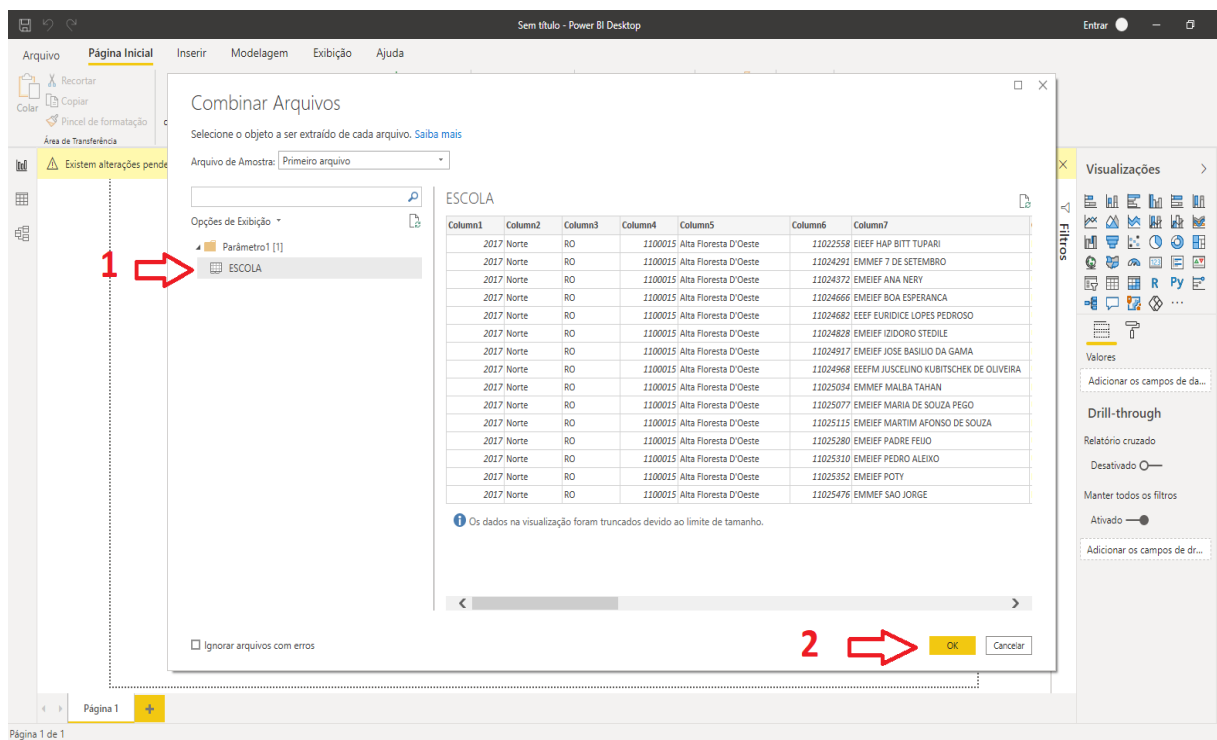 Sem título - Power BI Desktop
Entrar
Arquivo
Página Inicial
Inserir
Modelagem
Exibição
Ajuda
Colar
Recortar
Copiar
Pincel de formatação
Área de Transferência
Existem alterações pende
Combinar Arquivos
Selecione o objeto a ser extraído de cada arquivo. Saiba mais
Arquivo de Amostra: Primeiro arquivo
Opções de Exibição
Parâmetro1 [1]
1
ESCOLA
ESCOLA
Column1 Column2 Column3 Column4 Column5 Column6 Column7
2017 Norte RO 1100015 Alta Floresta D'Oeste 11022558 EIEEF HAP BITT TUPARI
2017 Norte RO 1100015 Alta Floresta D'Oeste 11024291 EMMEF 7 DE SETEMBRO
2017 Norte RO 1100015 Alta Floresta D'Oeste 11024372 EMEIEF ANA NERY
2017 Norte RO 1100015 Alta Floresta D'Oeste 11024666 EMEIEF BOA ESPERANCA
2017 Norte RO 1100015 Alta Floresta D'Oeste 11024682 EEEF EURIDICE LOPES PEDROSO
2017 Norte RO 1100015 Alta Floresta D'Oeste 11024828 EMEIEF IZIDORO STEDILE
2017 Norte RO 1100015 Alta Floresta D'Oeste 11024917 EMEIEF JOSE BASILIO DA GAMA
2017 Norte RO 1100015 Alta Floresta D'Oeste 11024968 EEEFM JUSCELINO KUBITSCHEK DE OLIVEIRA
2017 Norte RO 1100015 Alta Floresta D'Oeste 11025034 EMMEF MALBA TAHAN
2017 Norte RO 1100015 Alta Floresta D'Oeste 11025077 EMEIEF MARIA DE SOUZA PEGO
2017 Norte RO 1100015 Alta Floresta D'Oeste 11025115 EMEIEF MARTIM AFONSO DE SOUZA
2017 Norte RO 1100015 Alta Floresta D'Oeste 11025280 EMEIEF PADRE FEIJO
2017 Norte RO 1100015 Alta Floresta D'Oeste 11025310 EMEIEF PEDRO ALEIXO
2017 Norte RO 1100015 Alta Floresta D'Oeste 11025352 EMEIEF POTY
2017 Norte RO 1100015 Alta Floresta D'Oeste 11025476 EMMEF SAO JORGE
Os dados na visualização foram truncados devido ao limite de tamanho.
Ignorar arquivos com erros
2
OK
Cancelar
Filtros
Visualizações
R
Py
Valores
Adicionar os campos de da...
Drill-through
Relatório cruzado
Desativado
Manter todos os filtros
Ativado
Adicionar os campos de dr...
Página 1
Página 1 de 1